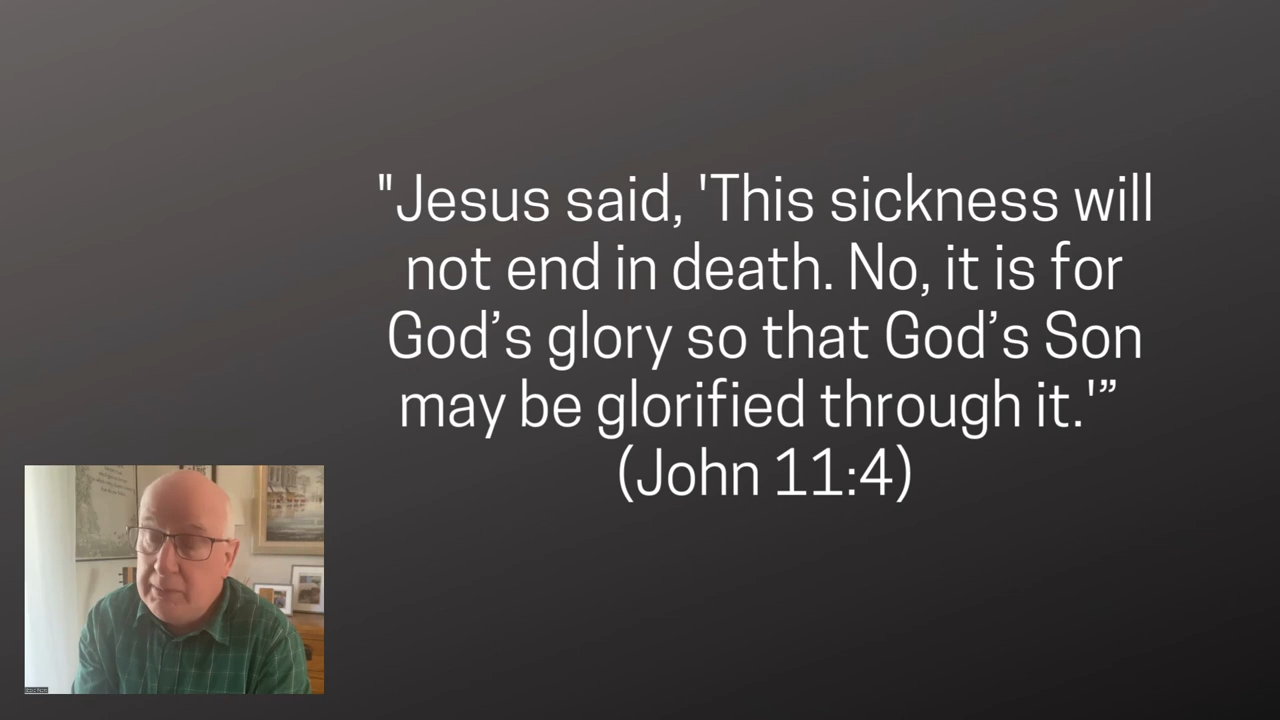 "Jesus said, 'This sickness will
not end in death. No, it is for
God’s glory so that God’s Son
may be glorified through it.'”
(John 11:4)